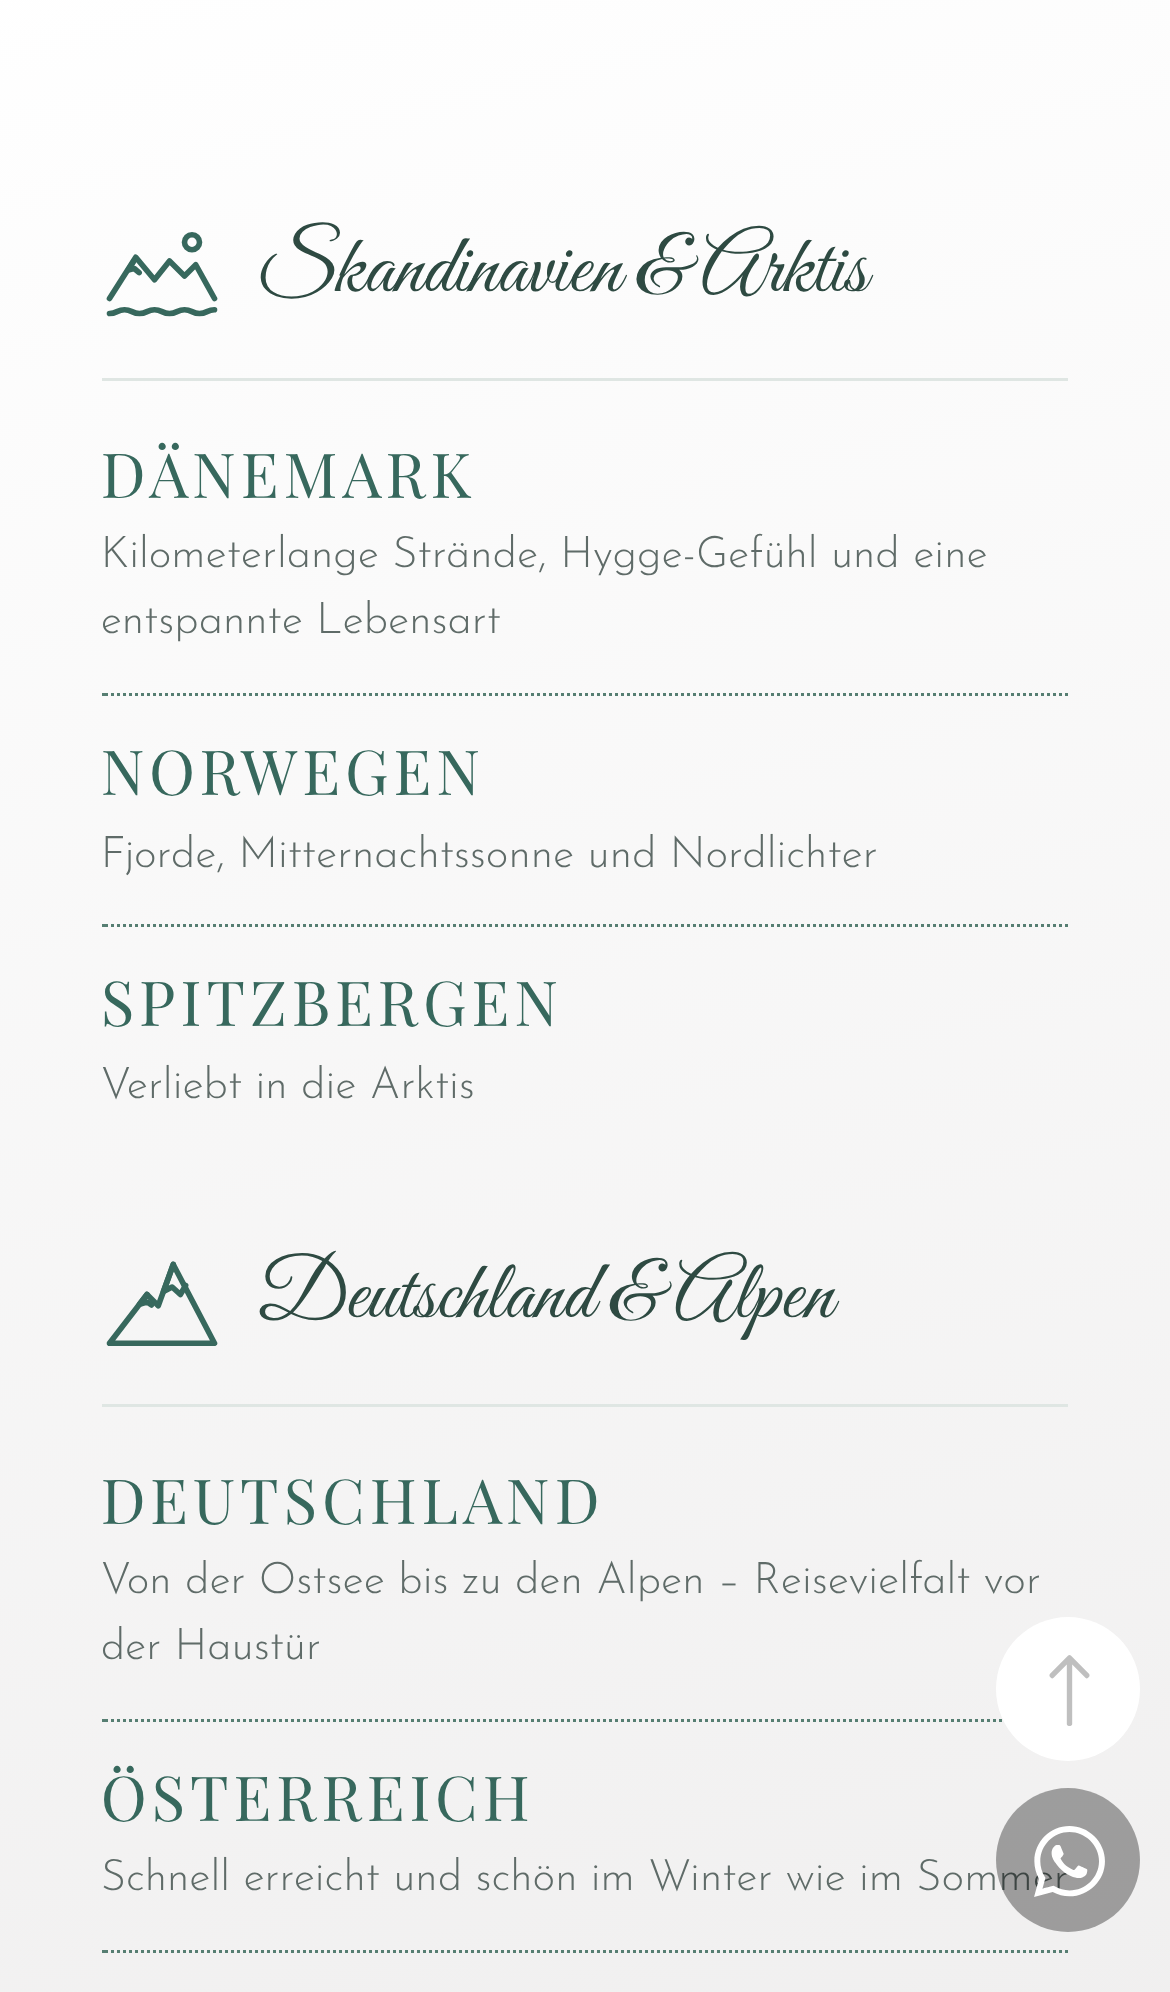 Skandinavien & Arktis
DÄNEMARK
Kilometerlange Strände, Hygge-Gefühl und eine
entspannte Lebensart
NORWEGEN
Fjorde, Mitternachtssonne und Nordlichter
SPITZBERGEN
Verliebt in die Arktis
Deutschland & Alpen
DEUTSCHLAND
Von der Ostsee bis zu den Alpen – Reisevielfalt vor
der Haustür
ÖSTERREICH
Schnell erreicht und schön im Winter wie im Sommer